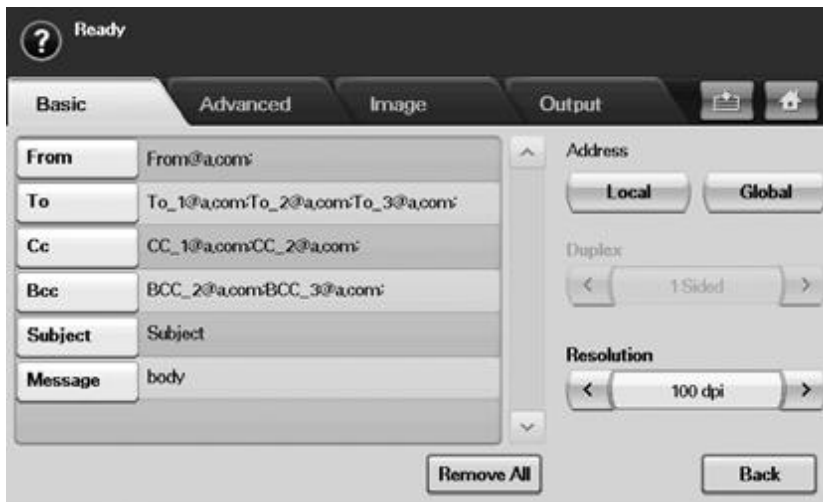 Ready
Basic Advanced Image Output
From From@a.com; Address
To To_1@a.com;To_2@a.com;To_3@a.com; Local Global
Cc CC_1@a.com;CC_2@a.com; Duplex
Bcc BCC_2@a.com;BCC_3@a.com; 1 Sided
Subject Subject Resolution
Message body 100 dpi
Remove All Back